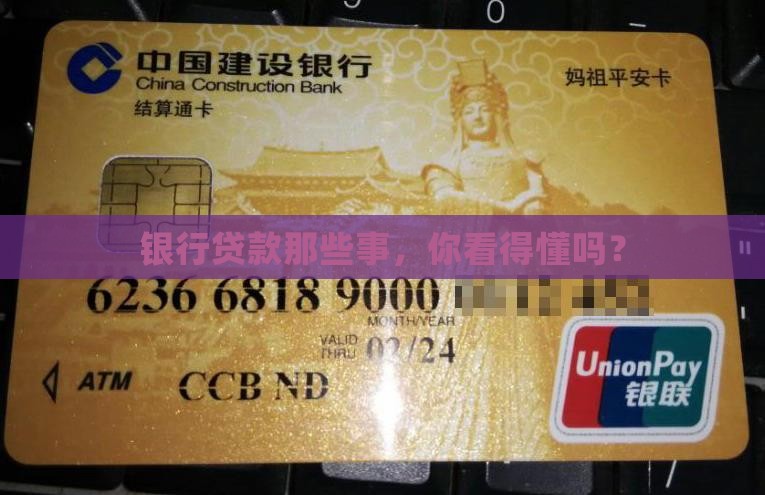 9
0
中国建设银行
China Construction Bank
结算通卡
妈祖平安卡
银行贷款那些事，你看得懂吗？
6236 6818 9000
MONTH/YEAR
VALID
THRU
02/24
ATM
CCB ND
UnionPay
银联